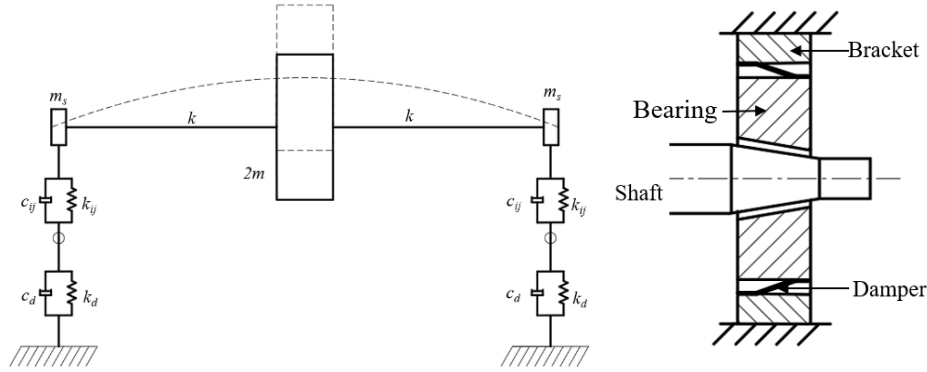 m_s
m_s
k
k
2m
c_ij
k_ij
c_ij
k_ij
c_d
k_d
c_d
k_d
Bracket
Bearing
Shaft
Damper